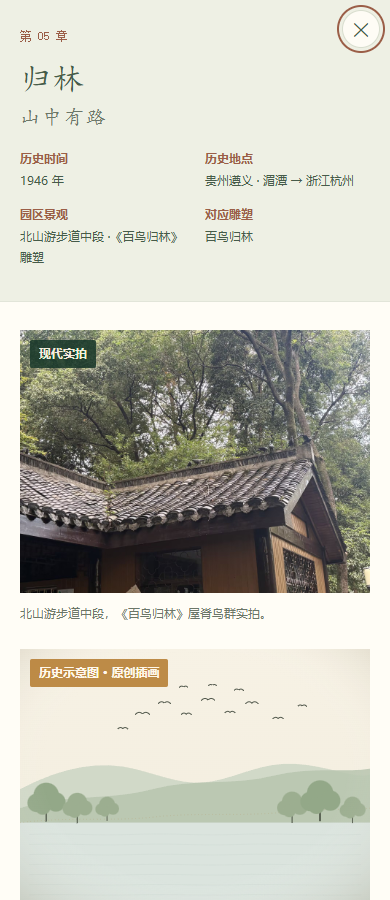 第 05 章
归林
山中有路
历史时间
1946 年
历史地点
贵州遵义 · 湄潭 → 浙江杭州
园区景观
北山游步道中段 ·《百鸟归林》
雕塑
对应雕塑
百鸟归林
现代实拍
北山游步道中段，《百鸟归林》屋脊鸟群实拍。
历史示意图 · 原创插画